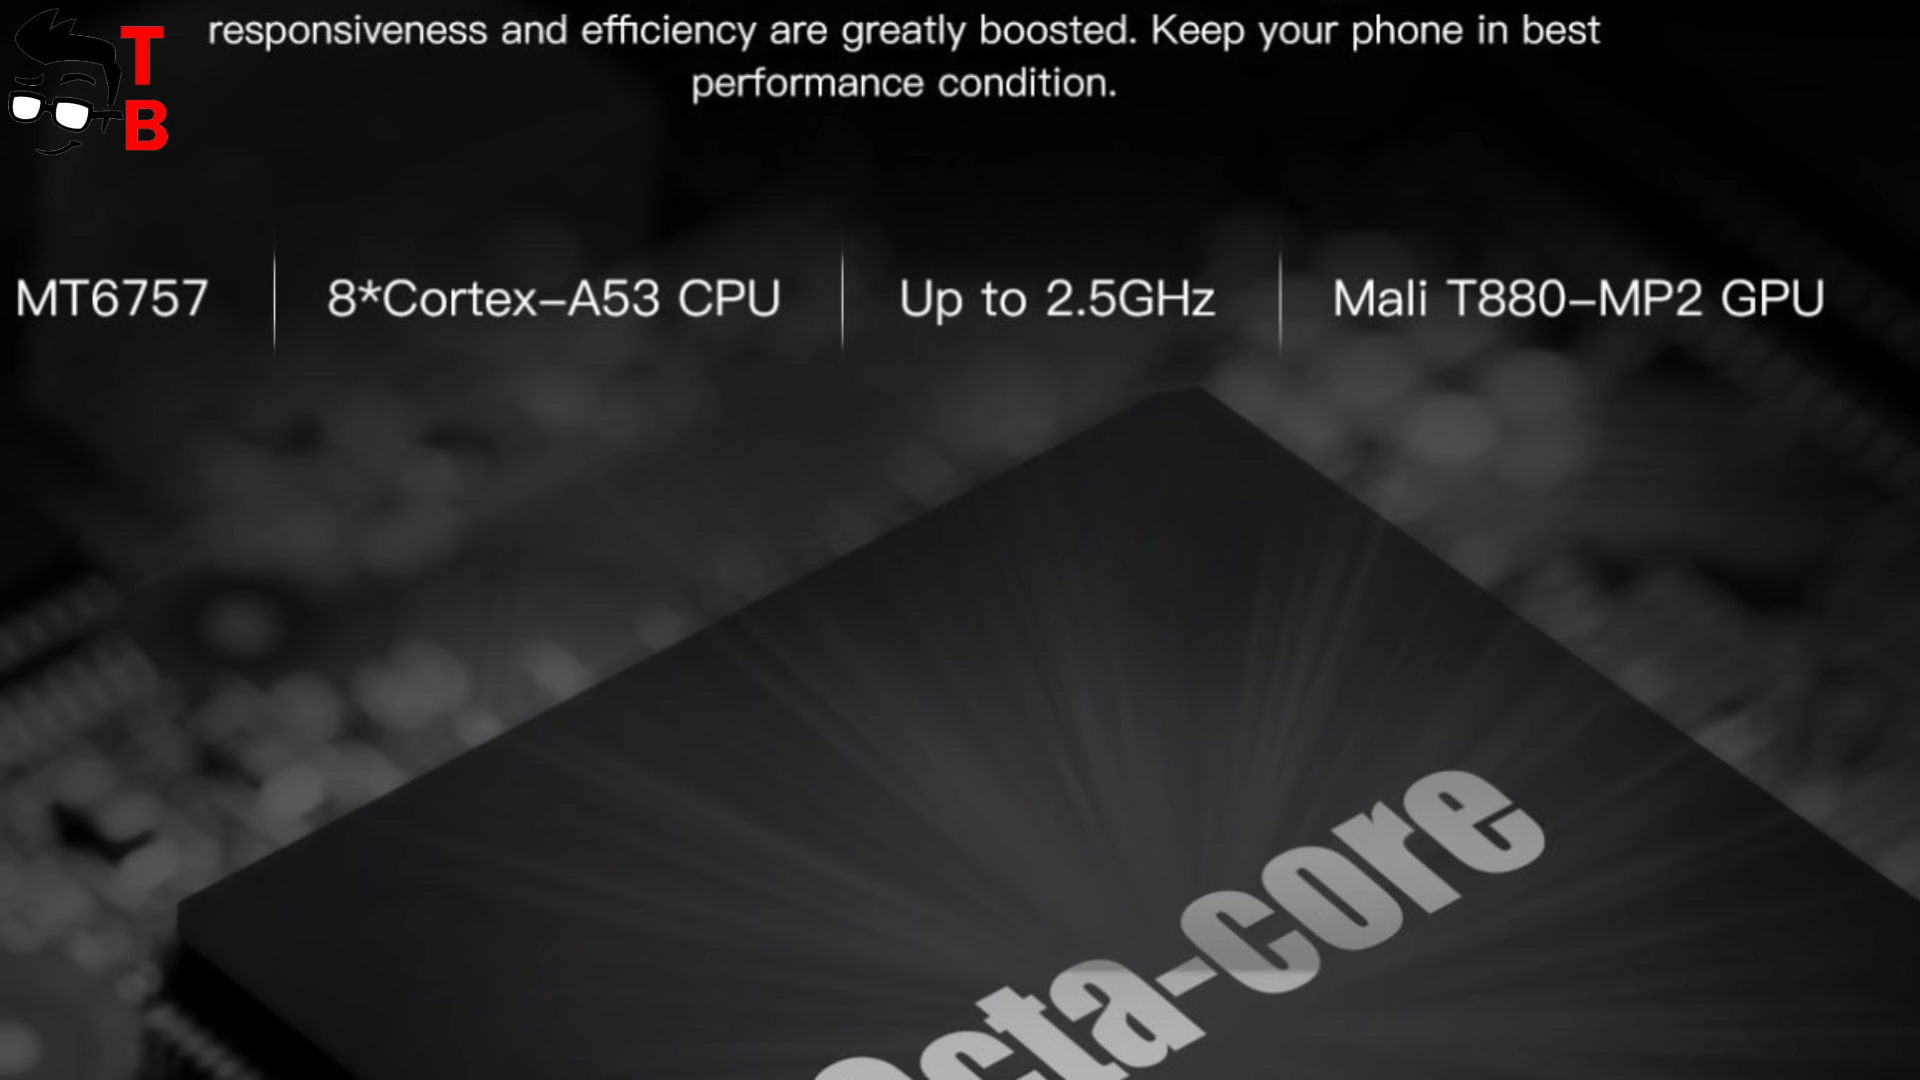 T
B
responsiveness and efficiency are greatly boosted. Keep your phone in best
performance condition.
MT6757
8*Cortex–A53 CPU
Up to 2.5GHz
Mali T880–MP2 GPU
Octa-core